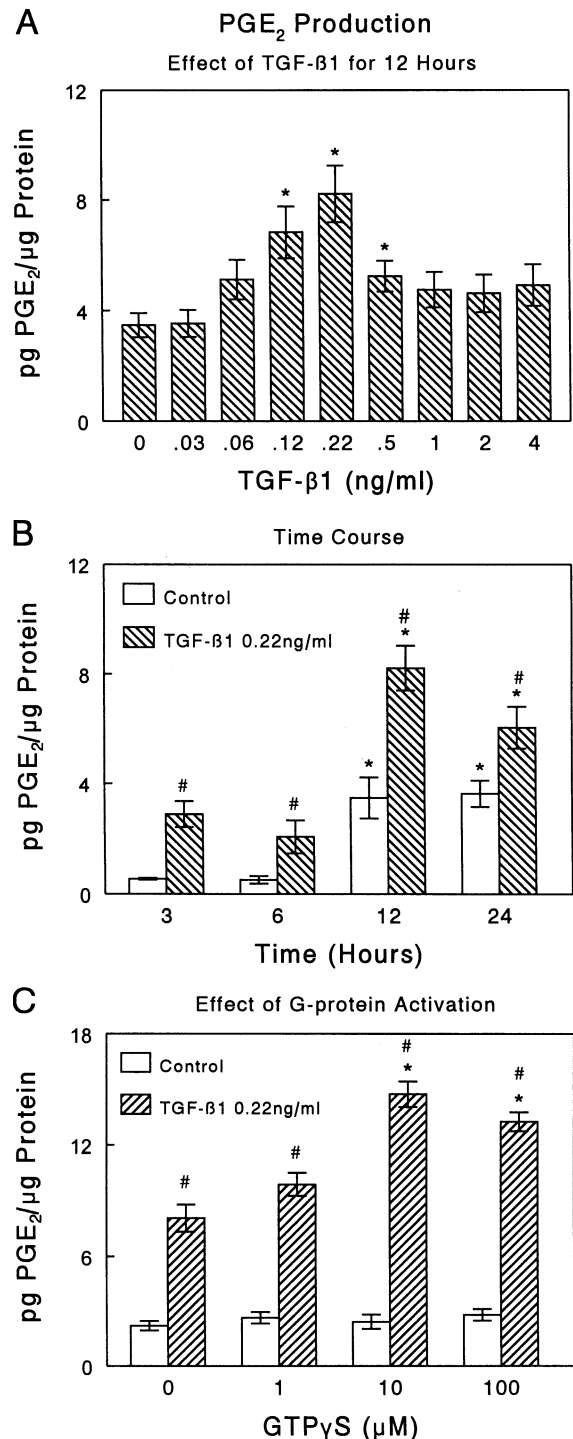 A
PGE₂ Production
Effect of TGF-ß1 for 12 Hours
pg PGE₂/µg Protein
12
8
4
0
*
*
*
0 .03 .06 .12 .22 .5 1 2 4
TGF-β1 (ng/ml)
B
Time Course
pg PGE₂/µg Protein
12
8
4
0
Control
TGF-ß1 0.22ng/ml
#
#
*
#
*
*
#
*
3 6 12 24
Time (Hours)
C
Effect of G-protein Activation
pg PGE₂/µg Protein
18
12
6
0
Control
TGF-ß1 0.22ng/ml
#
#
#
*
#
*
0 1 10 100
GTPγS (µM)